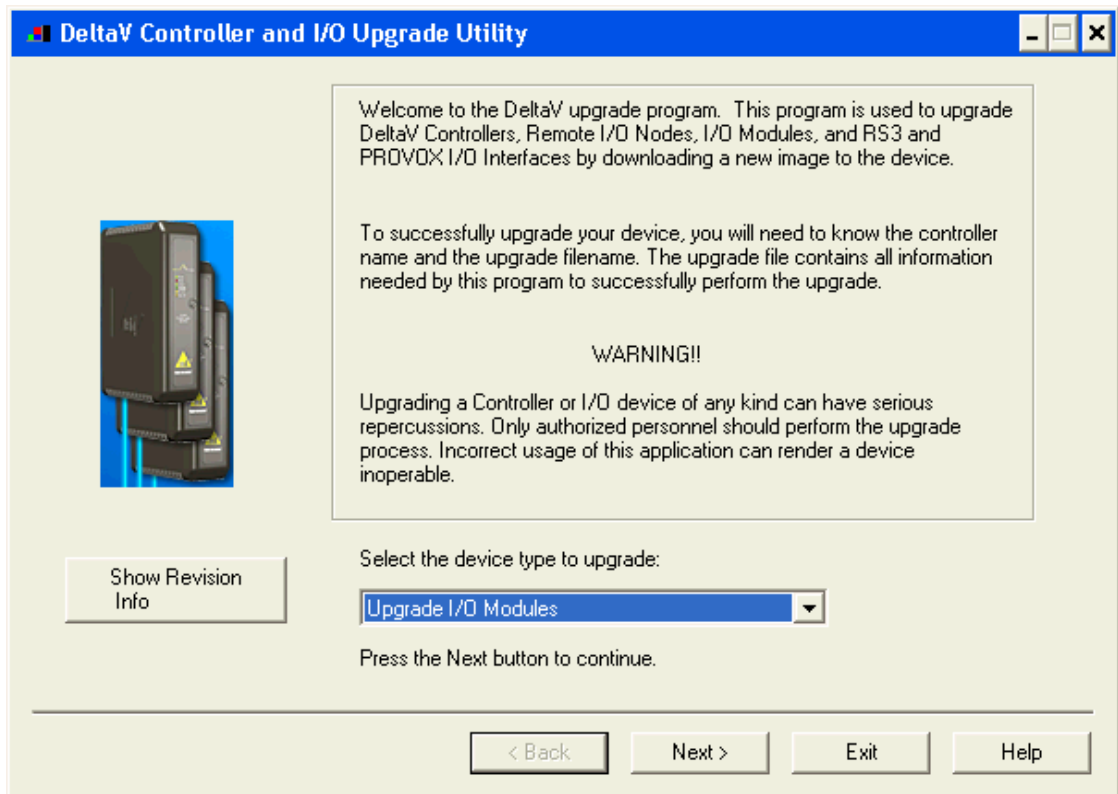 DeltaV Controller and I/O Upgrade Utility
Welcome to the DeltaV upgrade program.  This program is used to upgrade
DeltaV Controllers, Remote I/O Nodes, I/O Modules, and RS3 and
PROVOX I/O Interfaces by downloading a new image to the device.
To successfully upgrade your device, you will need to know the controller
name and the upgrade filename. The upgrade file contains all information
needed by this program to successfully perform the upgrade.
WARNING!!
Upgrading a Controller or I/O device of any kind can have serious
repercussions. Only authorized personnel should perform the upgrade
process. Incorrect usage of this application can render a device
inoperable.
Show Revision
Info
Select the device type to upgrade:
Upgrade I/O Modules
Press the Next button to continue.
< Back
Next >
Exit
Help